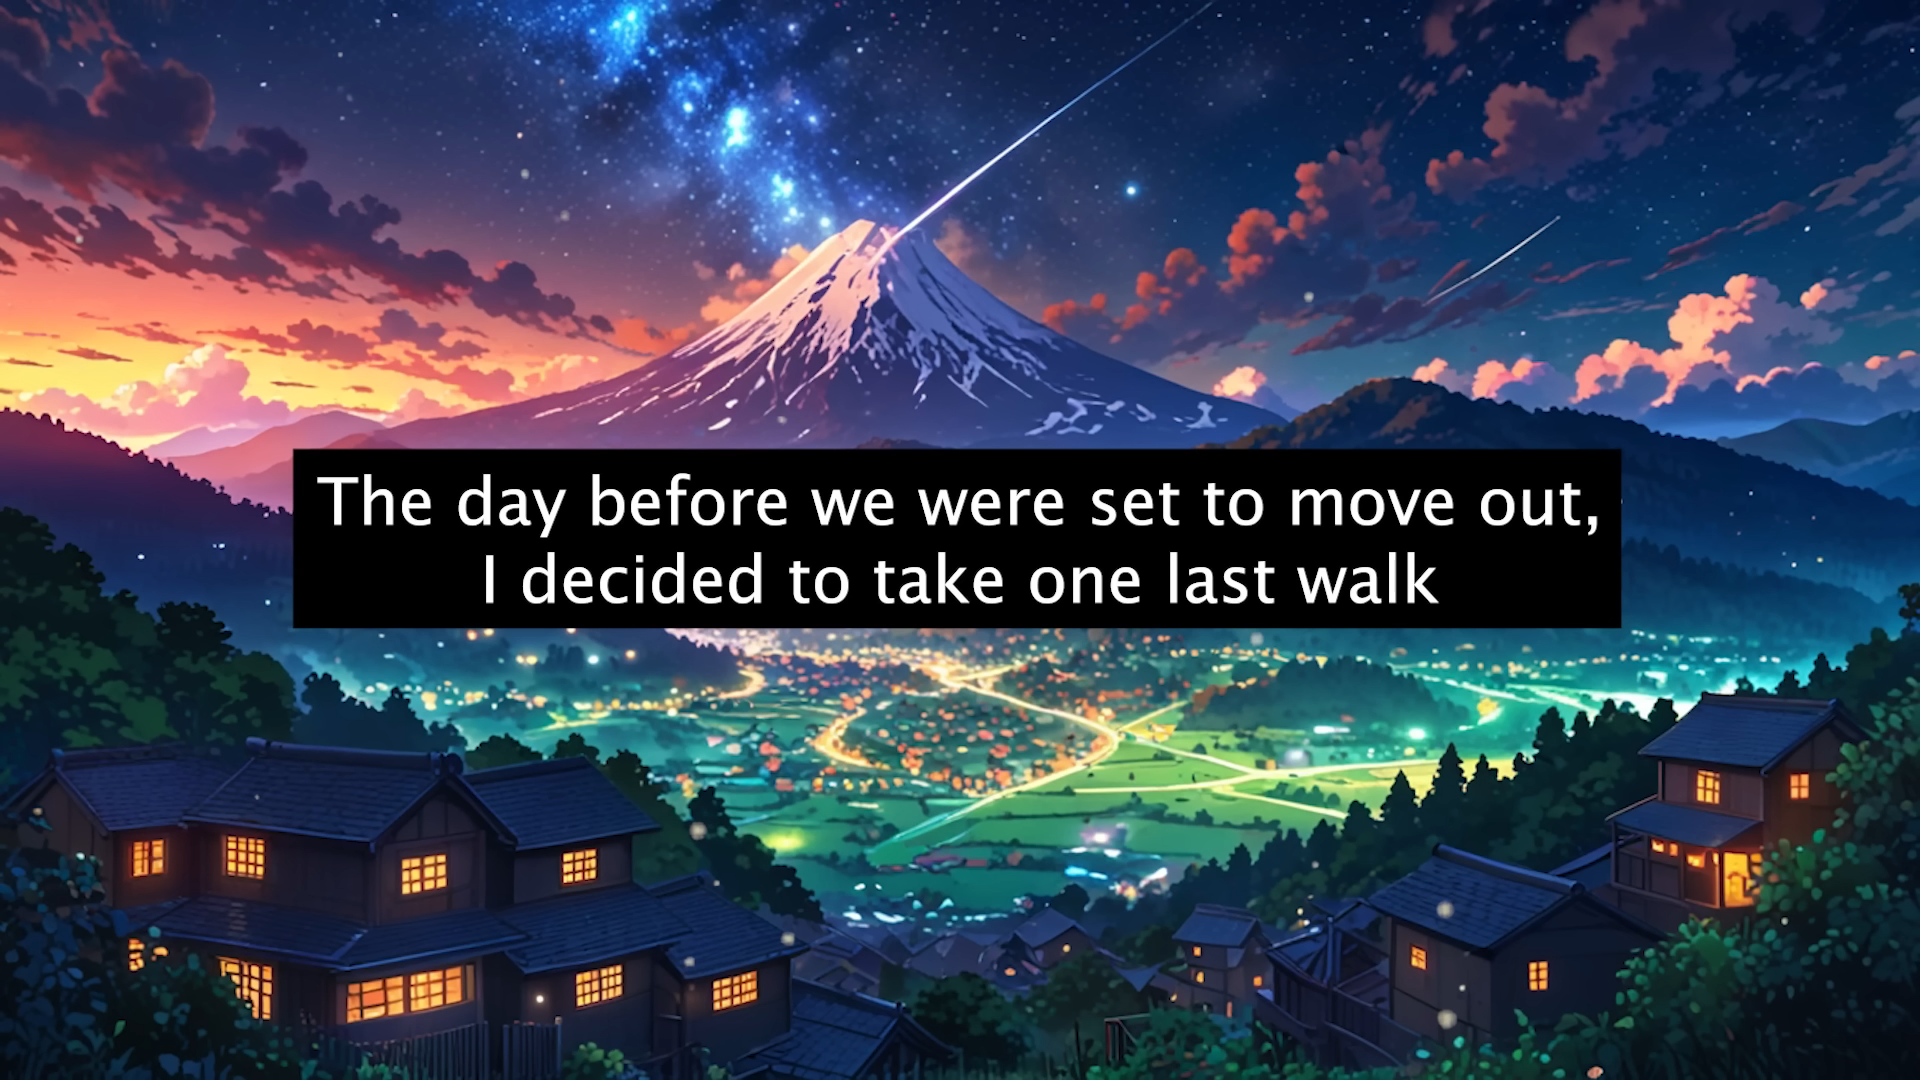 The day before we were set to move out,
I decided to take one last walk